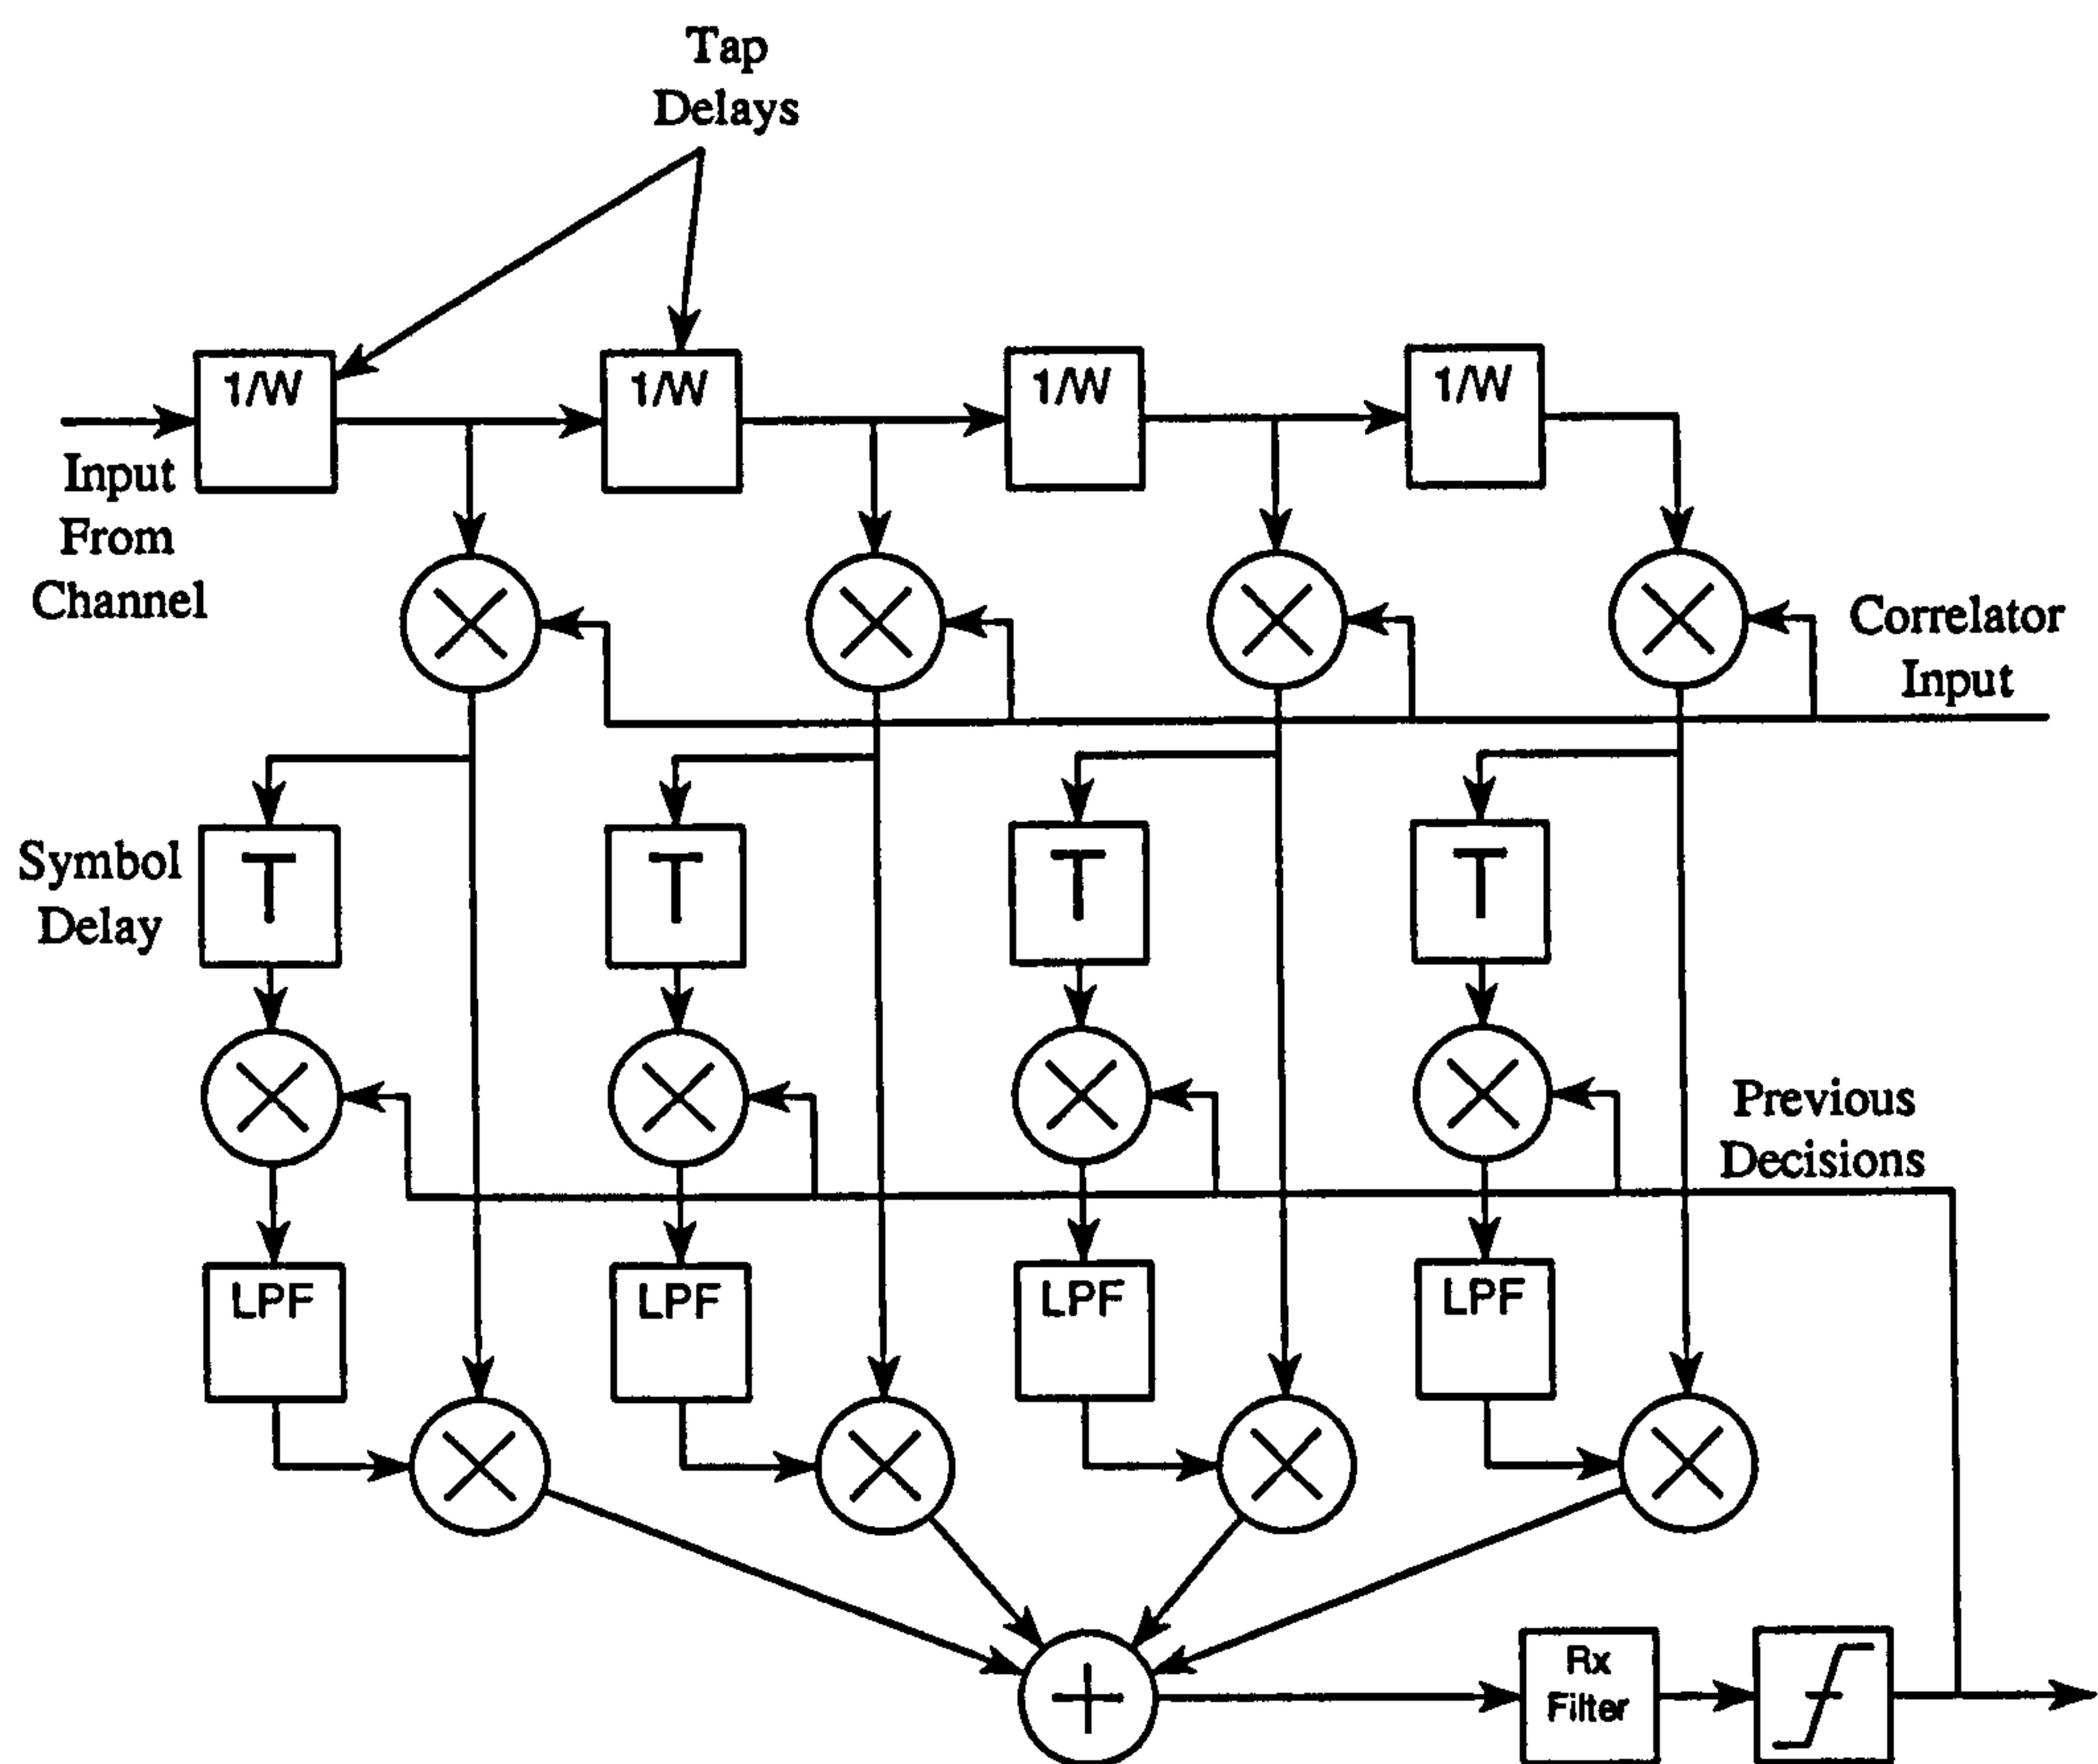 Tap
Delays
1/W
1/W
1/W
1/W
Input
From
Channel
Correlator
Input
Symbol
Delay
T
T
T
T
Previous
Decisions
LPF
LPF
LPF
LPF
Rx
Filter